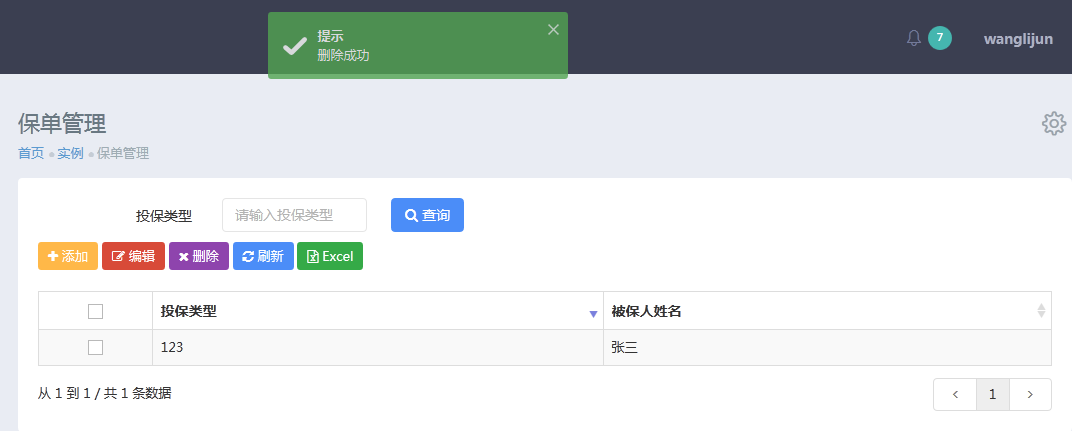 提示
删除成功
7
wanglijun
保单管理
首页 实例 保单管理
投保类型 请输入投保类型 查询
添加 编辑 删除 刷新 Excel
投保类型 被保人姓名
123 张三
从 1 到 1 / 共 1 条数据
1